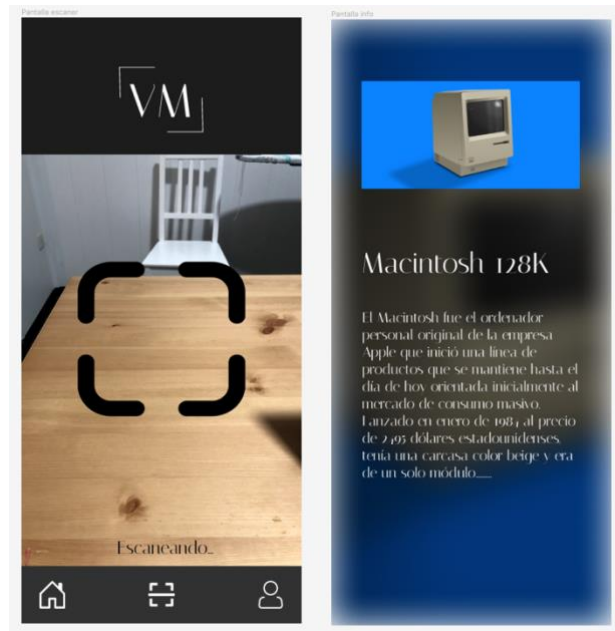 Pantalla escaner
VM
Escaneando...
Pantalla info
Macintosh 128K
El Macintosh fue el ordenador
personal original de la empresa
Apple que inició una línea de
productos que se mantiene hasta el
día de hoy orientada inicialmente al
mercado de consumo masivo.
Lanzado en enero de 1984 al precio
de 2495 dólares estadounidenses,
tenía una carcasa color beige y era
de un solo módulo......